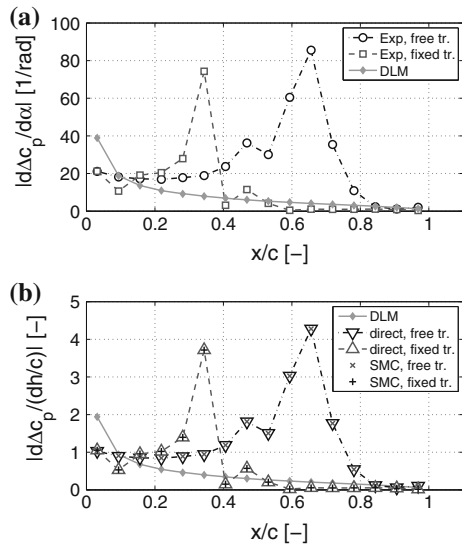 (a)
100
80
60
40
20
0
|dΔc_p/dα| [1/rad]
Exp, free tr.
Exp, fixed tr.
DLM
0 0.2 0.4 0.6 0.8 1
x/c [–]
(b)
5
4
3
2
1
0
|dΔc_p/(dh/c)| [–]
DLM
direct, free tr.
direct, fixed tr.
SMC, free tr.
SMC, fixed tr.
0 0.2 0.4 0.6 0.8 1
x/c [–]